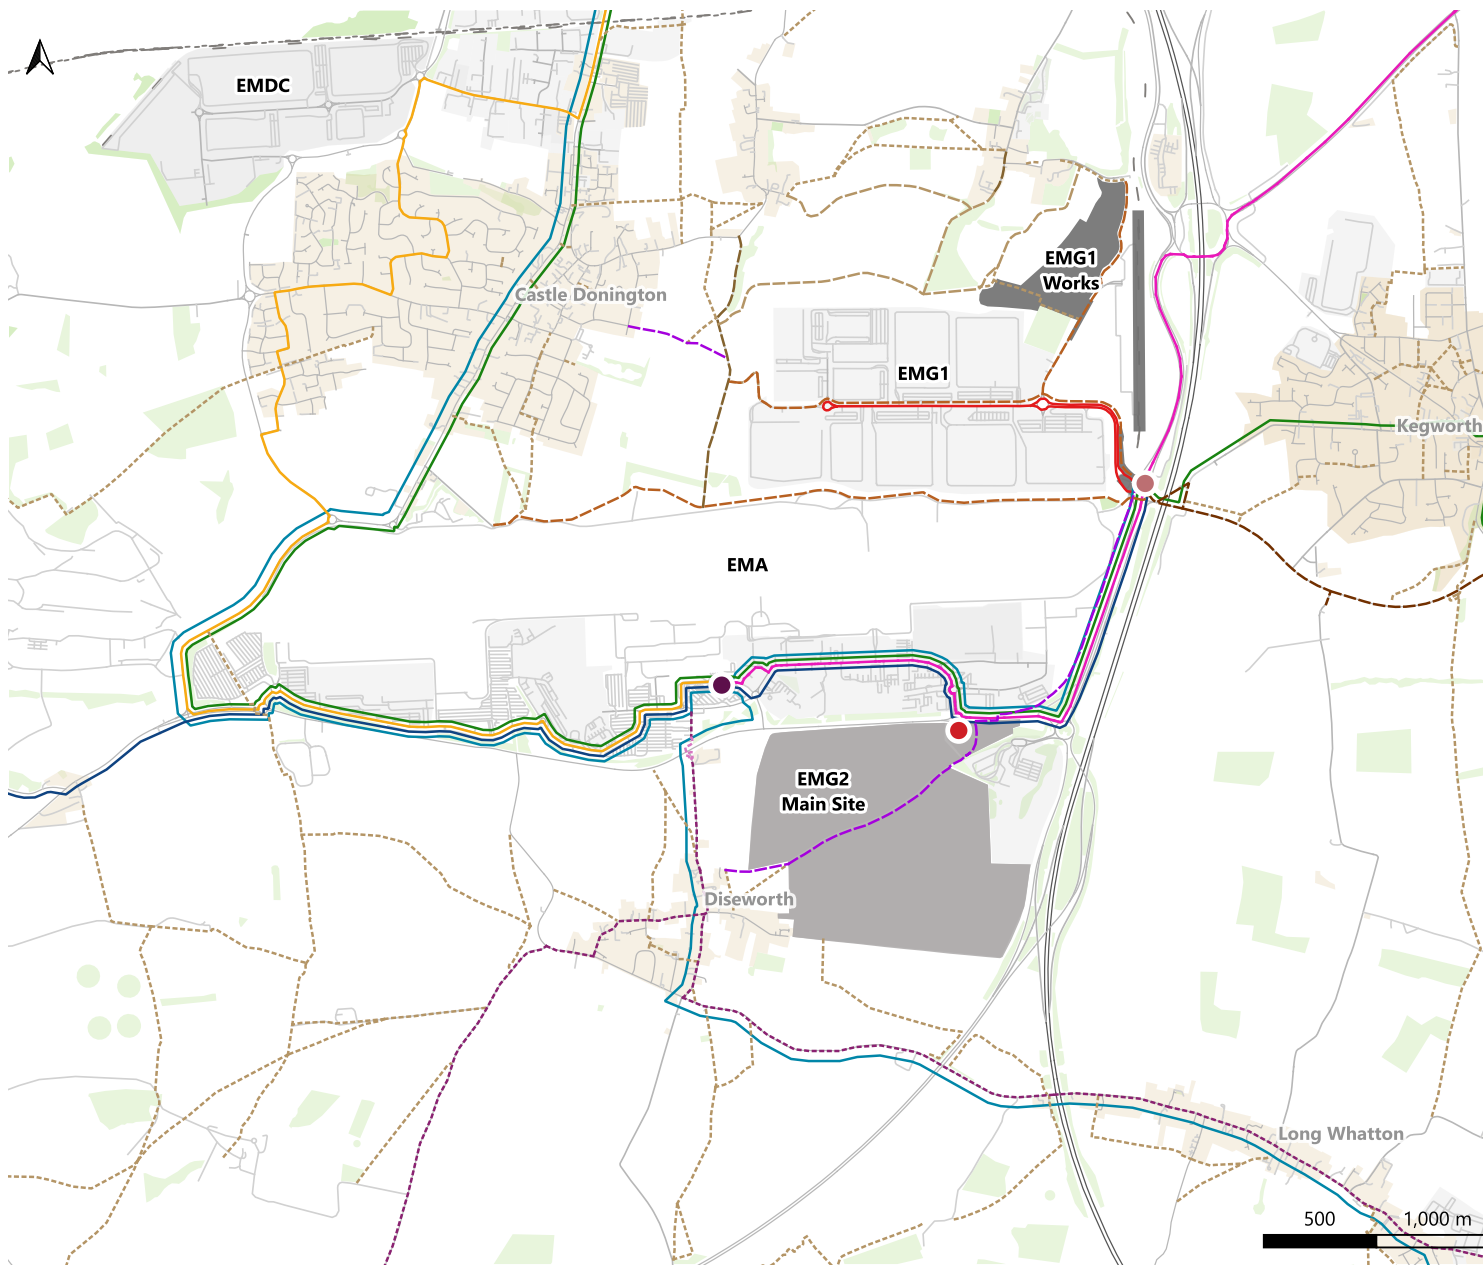 EMDC
EMG1
Works
Castle Donington
EMG1
Kegworth
EMA
EMG2
Main Site
Diseworth
Long Whatton
500
1,000 m